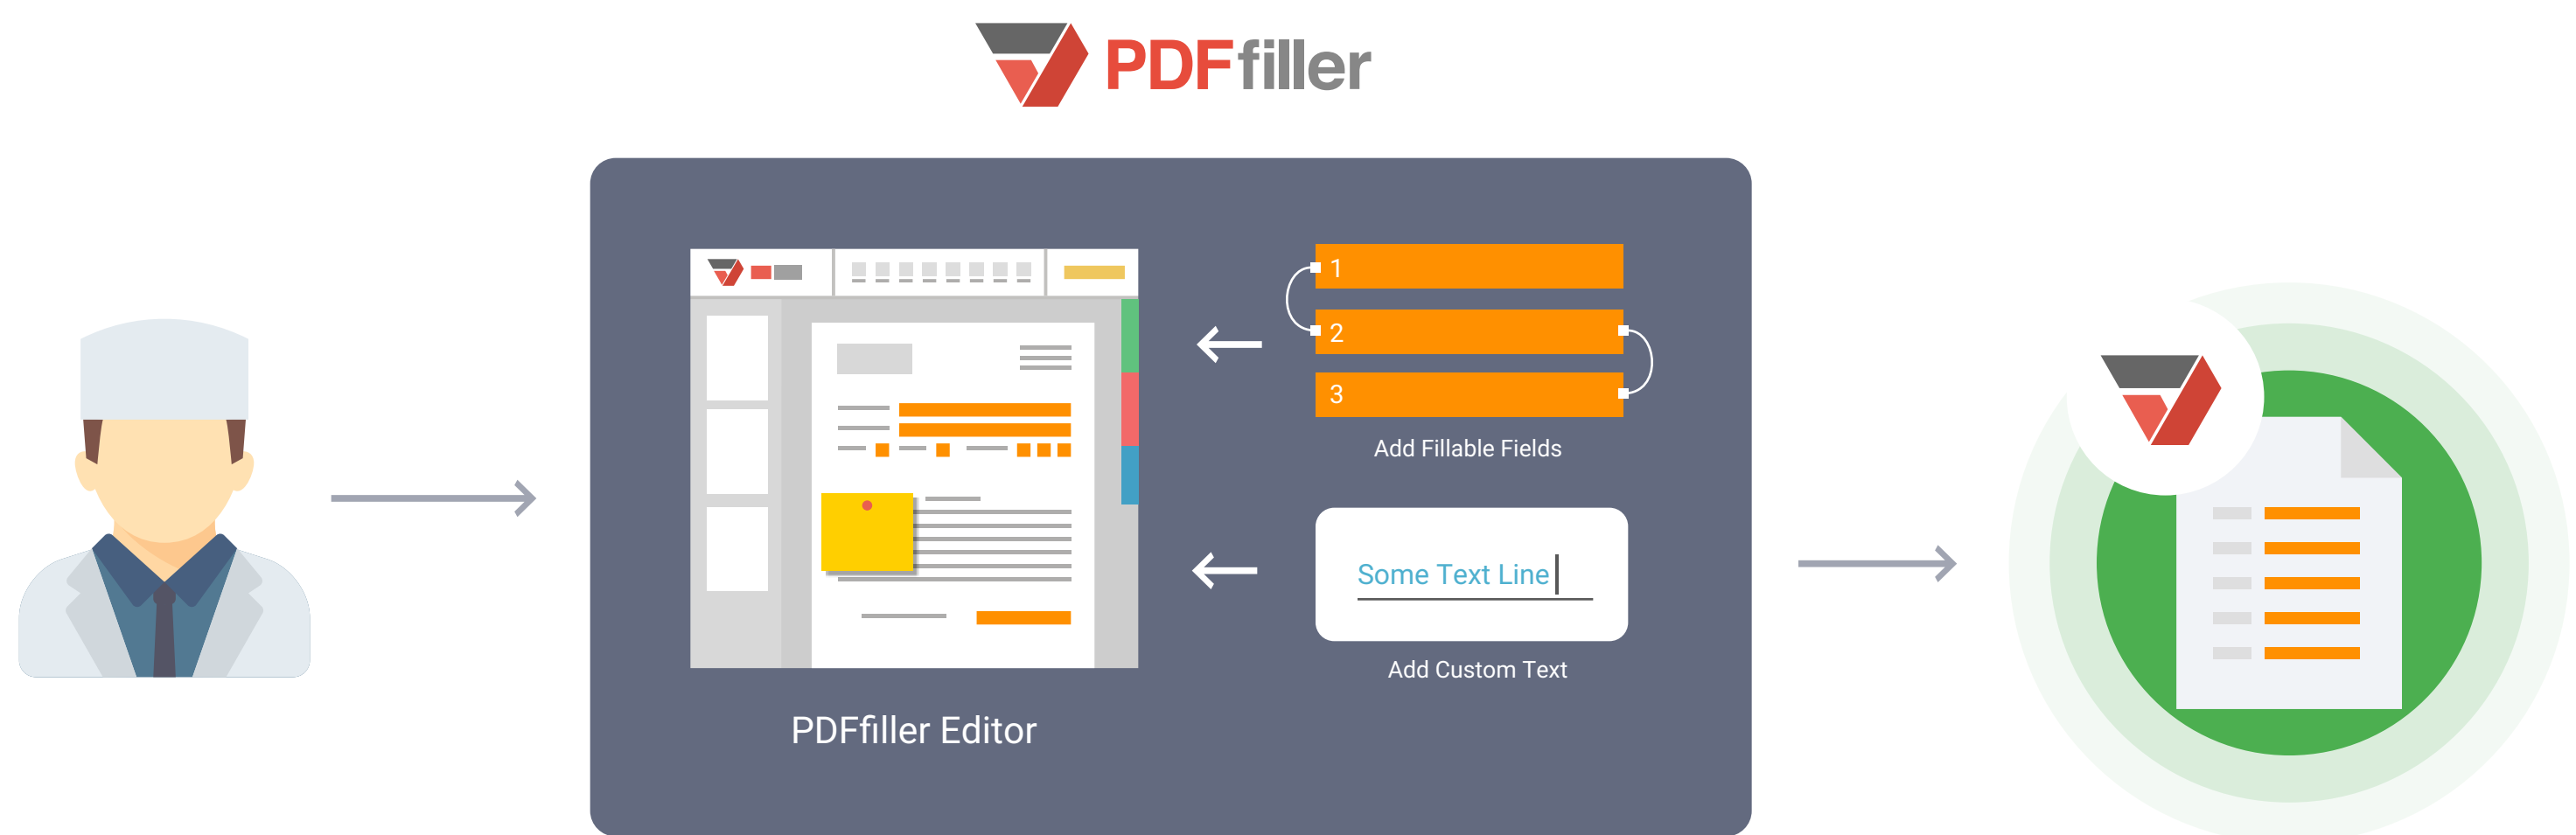 PDFfiller
1
2
3
Add Fillable Fields
Some Text Line
Add Custom Text
PDFfiller Editor